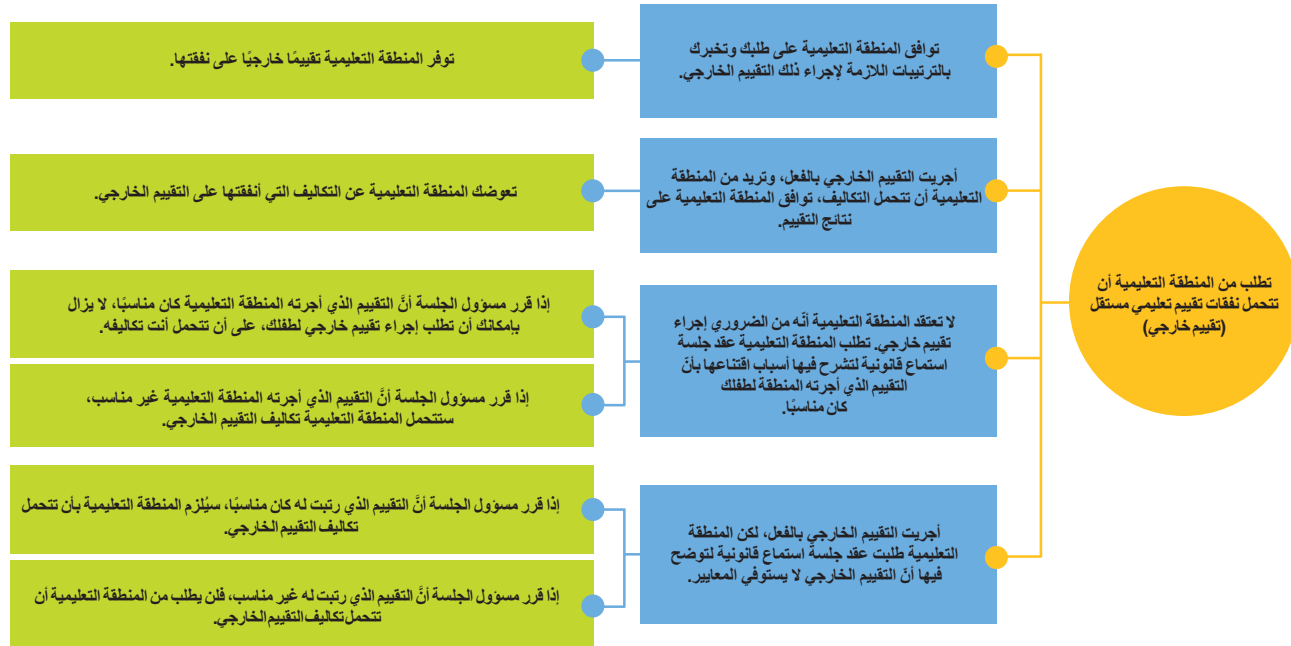 تطلب من المنطقة التعليمية أن
تتحمل نفقات تقييم تعليمي مستقل
(تقييم خارجي)
توافق المنطقة التعليمية على طلبك وتخبرك
بالترتيبات اللازمة لإجراء ذلك التقييم الخارجي.
توفر المنطقة التعليمية تقييمًا خارجيًا على نفقتها.
أجريت التقييم الخارجي بالفعل، وتريد من المنطقة
التعليمية أن تتحمل التكاليف، توافق المنطقة التعليمية على
نتائج التقييم.
تعوضك المنطقة التعليمية عن التكاليف التي أنفقتها على التقييم الخارجي.
لا تعتقد المنطقة التعليمية أنّه من الضروري إجراء
تقييم خارجي. تطلب المنطقة التعليمية عقد جلسة
استماع قانونية لتشرح فيها أسباب اقتناعها بأنّ
التقييم الذي أجرته المنطقة لطفلك
كان مناسبًا.
إذا قرر مسؤول الجلسة أنَّ التقييم الذي أجرته المنطقة التعليمية كان مناسبًا، لا يزال
بإمكانك أن تطلب إجراء تقييم خارجي لطفلك، على أن تتحمل أنت تكاليفه.
إذا قرر مسؤول الجلسة أنَّ التقييم الذي أجرته المنطقة التعليمية غير مناسب،
ستتحمل المنطقة التعليمية تكاليف التقييم الخارجي.
أجريت التقييم الخارجي بالفعل، لكن المنطقة
التعليمية طلبت عقد جلسة استماع قانونية لتوضح
فيها أنّ التقييم الخارجي لا يستوفي المعايير.
إذا قرر مسؤول الجلسة أنَّ التقييم الذي رتبت له كان مناسبًا، سيُلزم المنطقة التعليمية بأن تتحمل
تكاليف التقييم الخارجي.
إذا قرر مسؤول الجلسة أنَّ التقييم الذي رتبت له غير مناسب، فلن يطلب من المنطقة التعليمية أن
تتحمل تكاليف التقييم الخارجي.